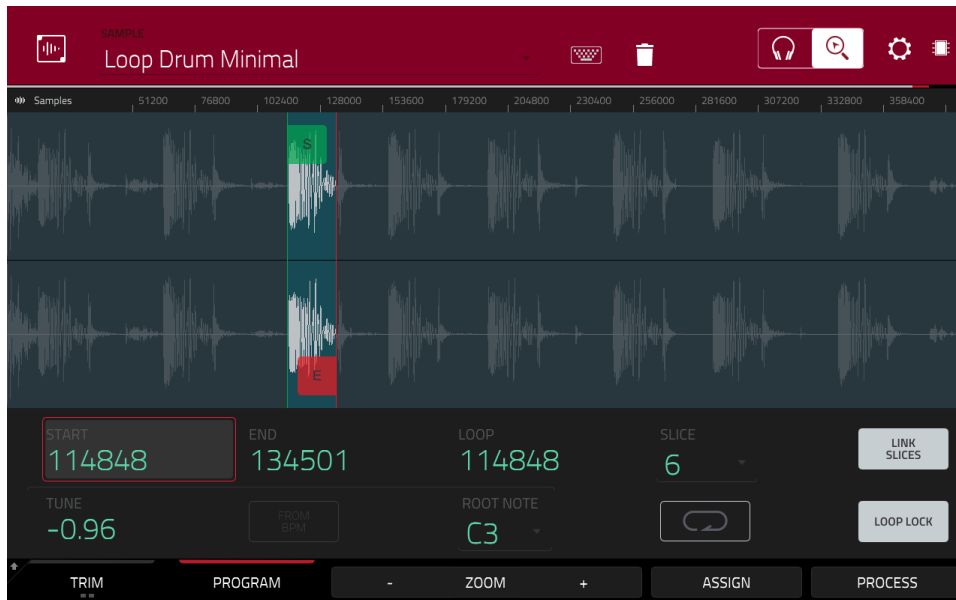 SAMPLE
Loop Drum Minimal
Samples 51200 76800 102400 128000 153600 179200 204800 230400 256000 281600 307200 332800 358400
S
E
START END LOOP SLICE
114848 134501 114848 6
LINK
SLICES
TUNE ROOT NOTE
-0.96 C3
FROM
BPM
LOOP LOCK
TRIM PROGRAM - ZOOM + ASSIGN PROCESS